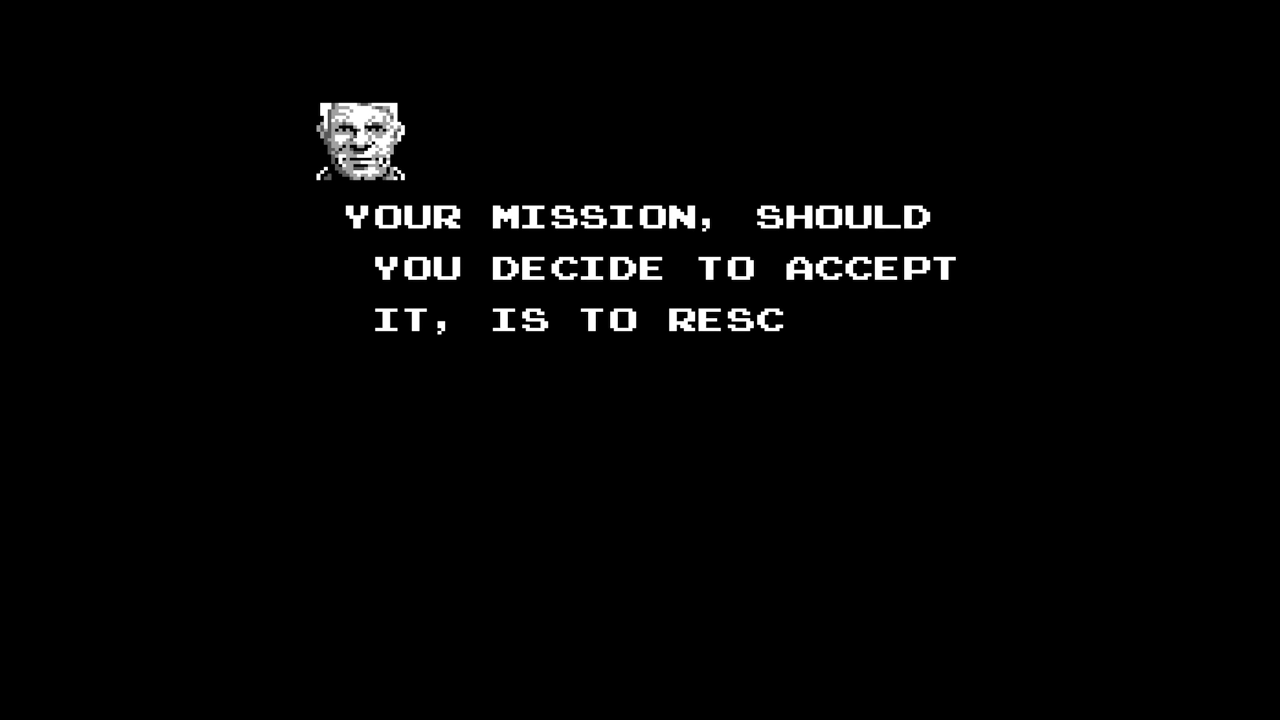 YOUR MISSION, SHOULD
YOU DECIDE TO ACCEPT
IT, IS TO RESC